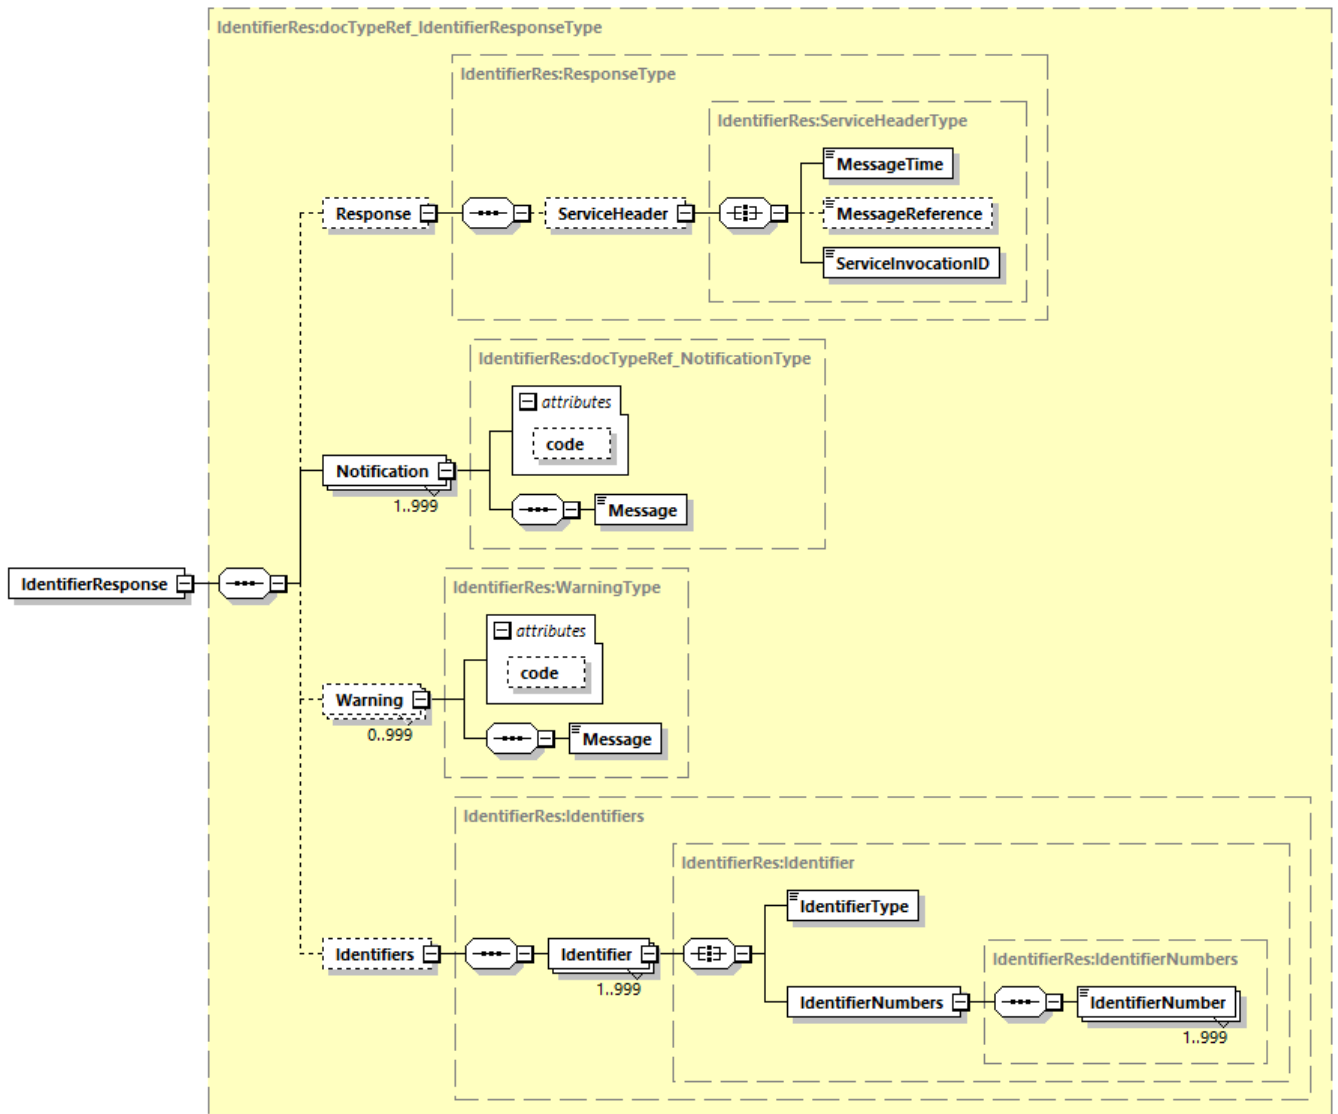 IdentifierRes:docTypeRef_IdentifierResponseType
IdentifierRes:ResponseType
IdentifierRes:ServiceHeaderType
MessageTime
Response
ServiceHeader
MessageReference
ServiceInvocationID
IdentifierRes:docTypeRef_NotificationType
attributes
code
Notification
1..999
Message
IdentifierResponse
IdentifierRes:WarningType
attributes
code
Warning
0..999
Message
IdentifierRes:Identifiers
IdentifierRes:Identifier
IdentifierType
Identifiers
Identifier
1..999
IdentifierRes:IdentifierNumbers
IdentifierNumbers
IdentifierNumber
1..999